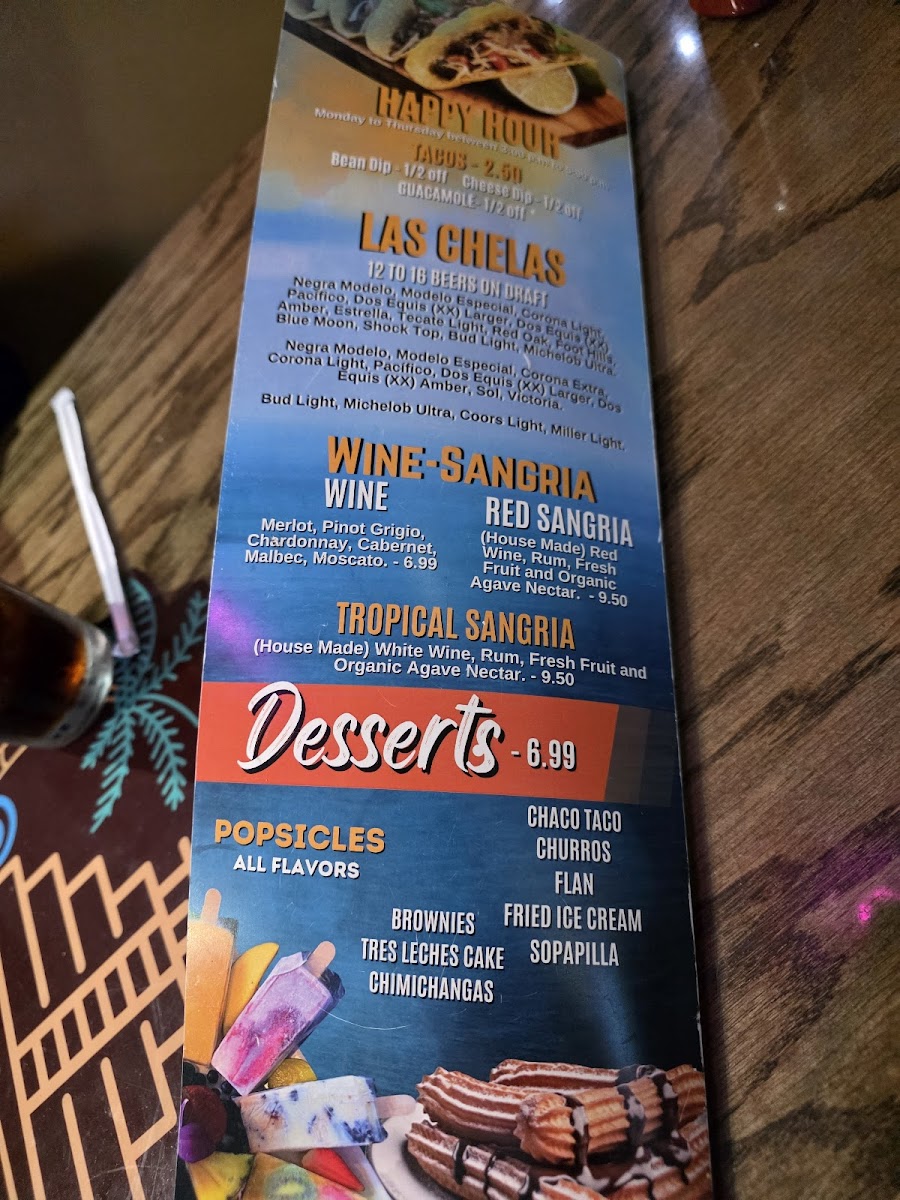 HAPPY HOUR
Monday to Thursday between
TACOS - 2.50
Bean Dip - 1/2 off Cheese Dip - 1/2 off
GUACAMOLE- 1/2 off
LAS CHELAS
12 TO 16 BEERS ON DRAFT
Negra Modelo, Modelo Especial, Corona Light,
Pacífico, Dos Equis (XX) Larger, Dos Equis (XX)
Amber, Estrella, Tecate Light, Red Oak, Foot Hills,
Blue Moon, Shock Top, Bud Light, Michelob Ultra.
Negra Modelo, Modelo Especial, Corona Extra,
Corona Light, Pacífico, Dos Equis (XX) Larger, Dos
Equis (XX) Amber, Sol, Victoria.
Bud Light, Michelob Ultra, Coors Light, Miller Light.
WINE-SANGRIA
WINE
Merlot, Pinot Grigio,
Chardonnay, Cabernet,
Malbec, Moscato. - 6.99
RED SANGRIA
(House Made) Red
Wine, Rum, Fresh
Fruit and Organic
Agave Nectar. - 9.50
TROPICAL SANGRIA
(House Made) White Wine, Rum, Fresh Fruit and
Organic Agave Nectar. - 9.50
Desserts - 6.99
POPSICLES
ALL FLAVORS
BROWNIES
TRES LECHES CAKE
CHIMICHANGAS
CHACO TACO
CHURROS
FLAN
FRIED ICE CREAM
SOPAPILLA